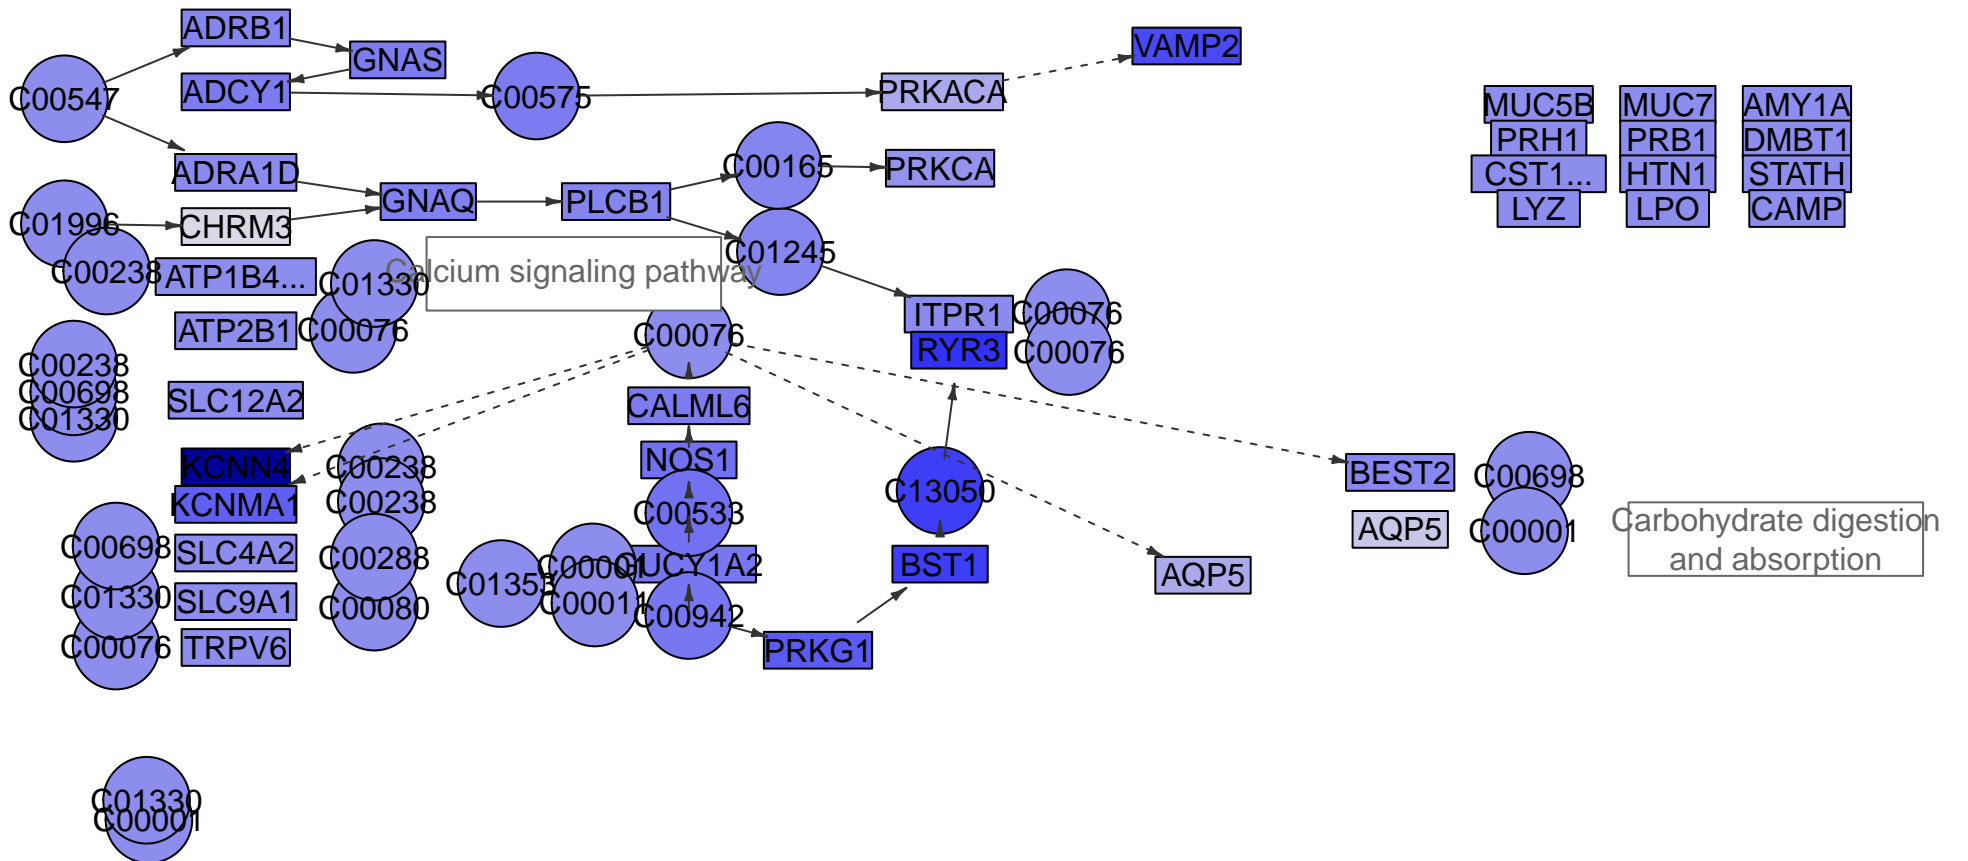 ADRB1
GNAS
VAMP2
C00547
ADCY1
C00575
PRKACA
MUC5B
MUC7
AMY1A
PRH1
PRB1
DMBT1
ADRA1D
C00165
PRKCA
CST1...
HTN1
STATH
GNAQ
PLCB1
LYZ
LPO
CAMP
C01996
CHRM3
C01245
C00238
ATP1B4...
C01330
Calcium signaling pathway
ATP2B1
C00076
C00076
ITPR1
C00076
RYR3
C00076
C00238
C00698
C01330
SLC12A2
CALML6
KCNN4
C00238
NOS1
BEST2
C00698
KCNMA1
C00238
C00533
C13050
AQP5
C00001
Carbohydrate digestion
and absorption
C00698
SLC4A2
C00288
C00001
GUCY1A2
BST1
AQP5
C01353
C01330
SLC9A1
C00080
C00011
C00942
C00076
TRPV6
PRKG1
C01330
C00001